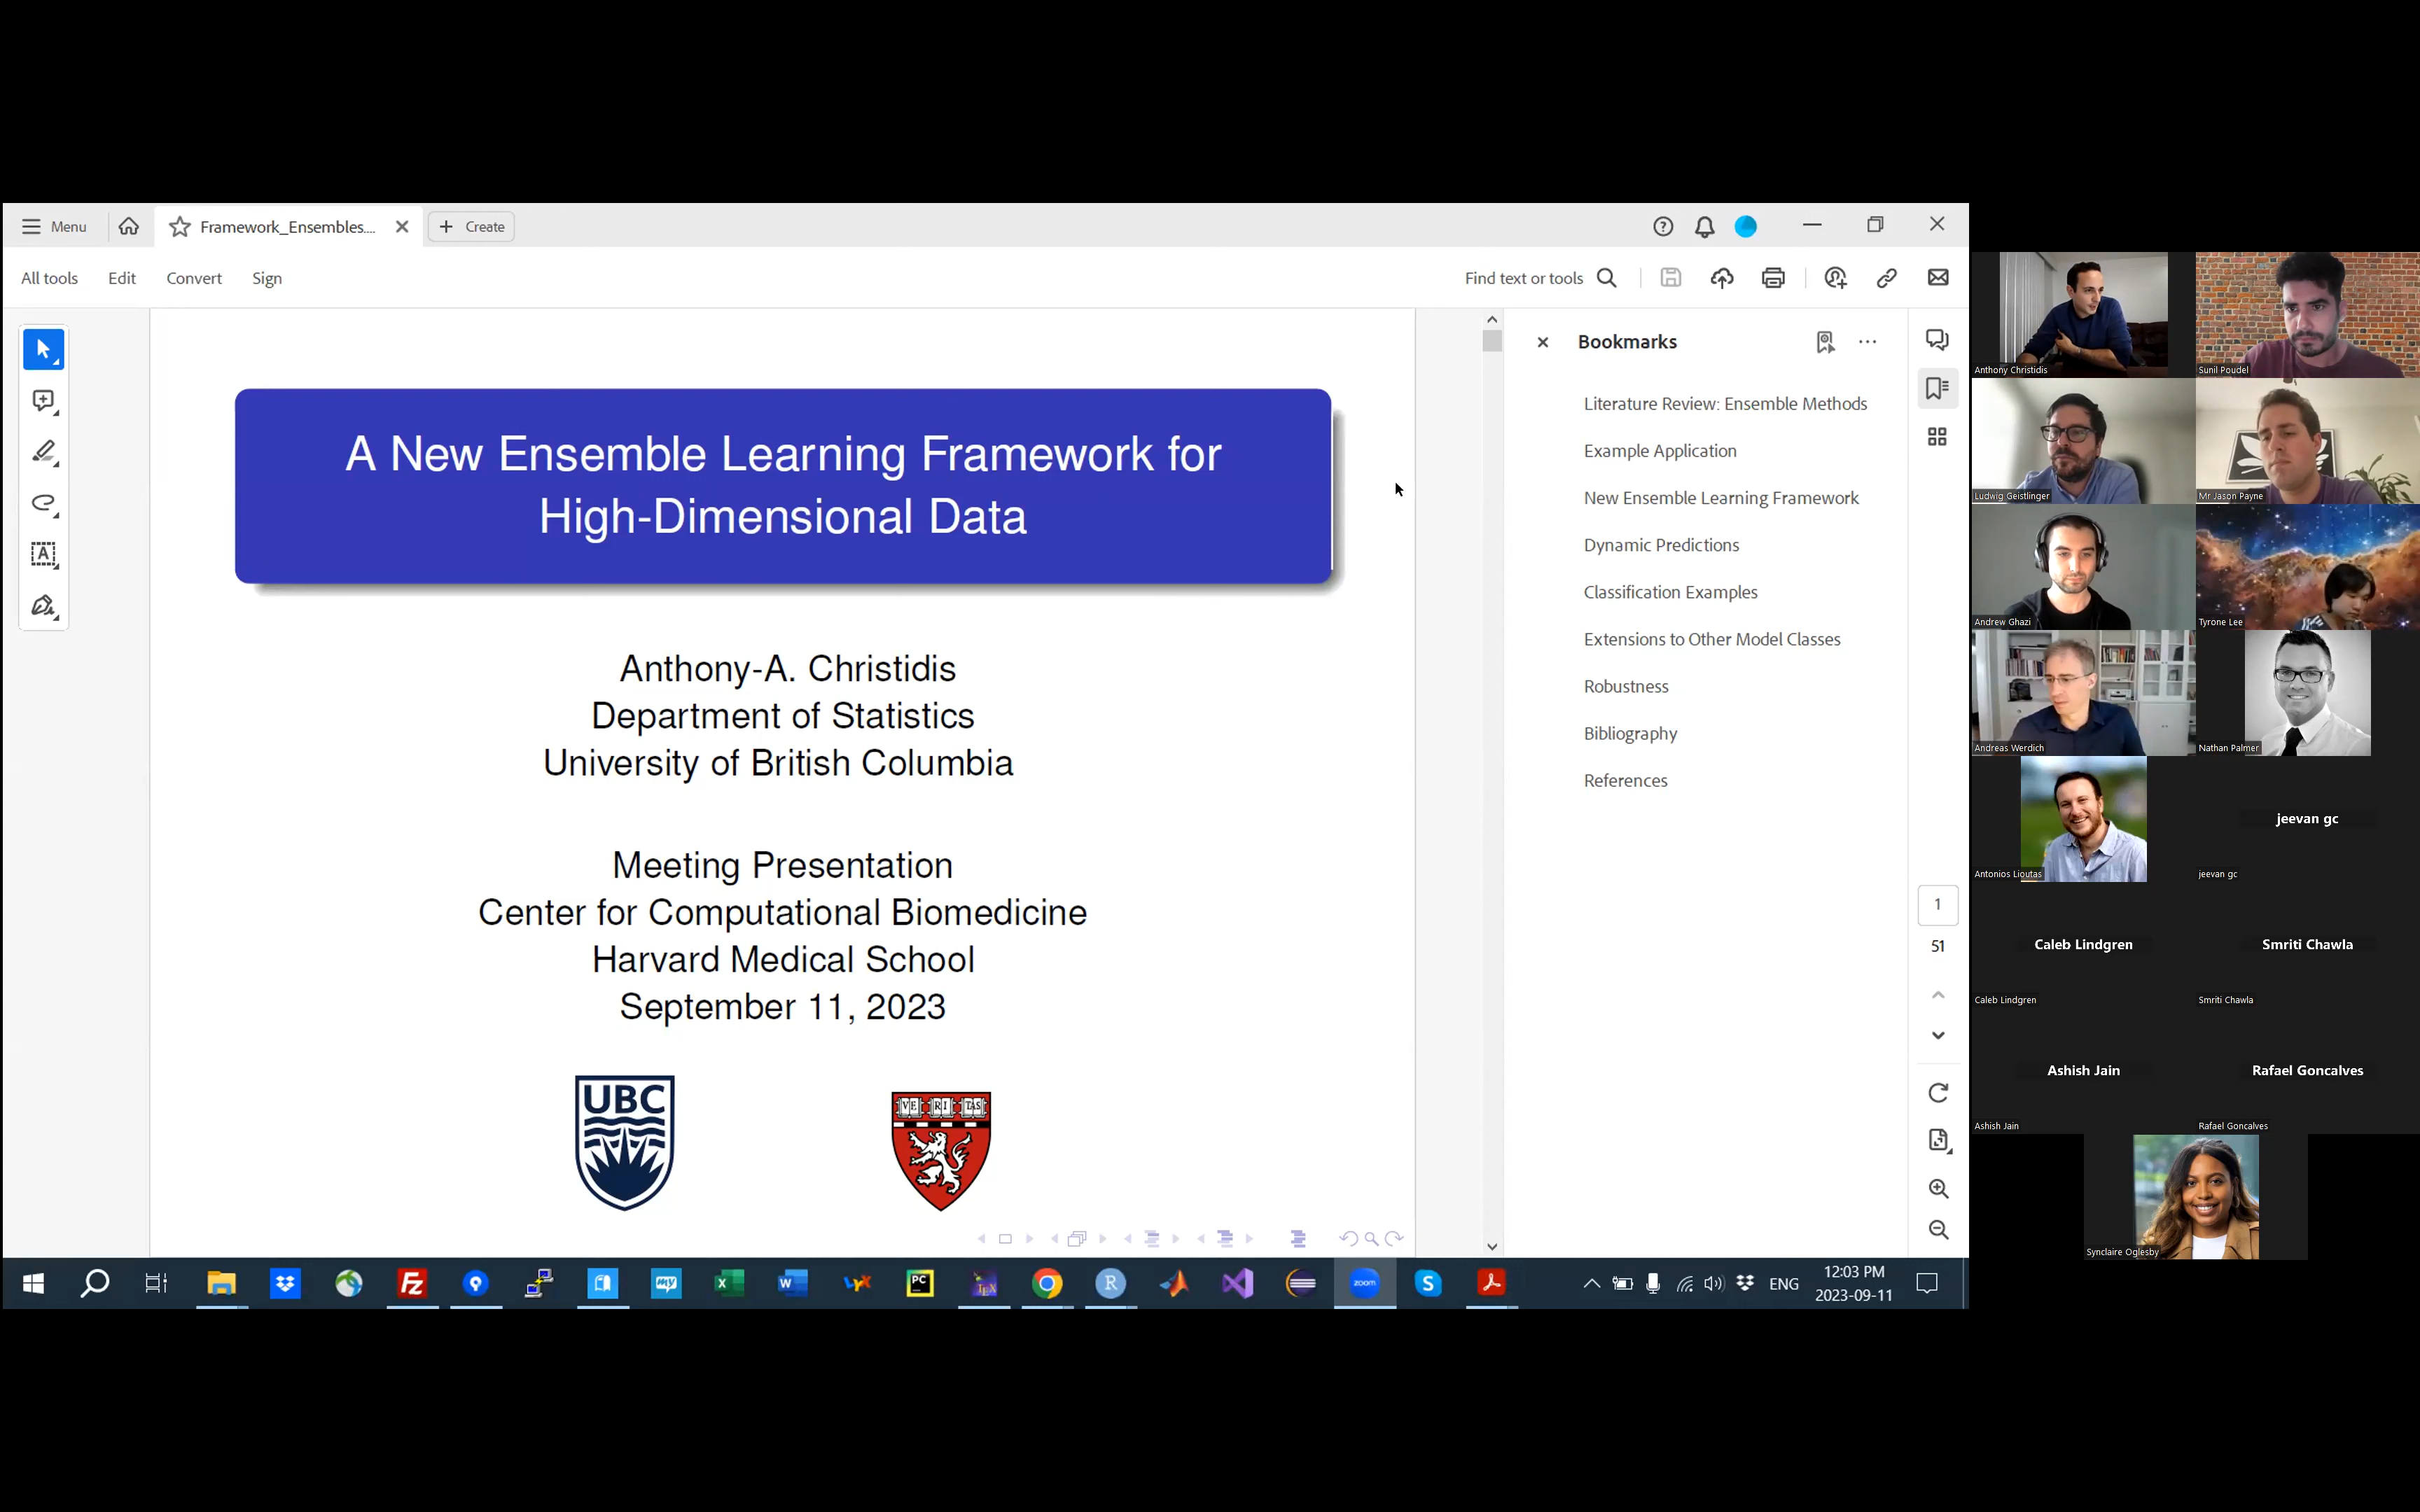 Menu
Framework_Ensembles....
Create
All tools
Edit
Convert
Sign
Find text or tools
A New Ensemble Learning Framework for
High-Dimensional Data
Anthony-A. Christidis
Department of Statistics
University of British Columbia
Meeting Presentation
Center for Computational Biomedicine
Harvard Medical School
September 11, 2023
UBC
VE RI TAS
Bookmarks
Literature Review: Ensemble Methods
Example Application
New Ensemble Learning Framework
Dynamic Predictions
Classification Examples
Extensions to Other Model Classes
Robustness
Bibliography
References
1
51
Anthony Christidis
Sunil Poudel
Ludwig Geistlinger
Mr Jason Payne
Andrew Ghazi
Tyrone Lee
Andreas Werdich
Nathan Palmer
Antonios Lioutas
jeevan gc
jeevan gc
Caleb Lindgren
Smriti Chawla
Caleb Lindgren
Smriti Chawla
Ashish Jain
Rafael Goncalves
Ashish Jain
Rafael Goncalves
Synclaire Oglesby
zoom
ENG
12:03 PM
2023-09-11